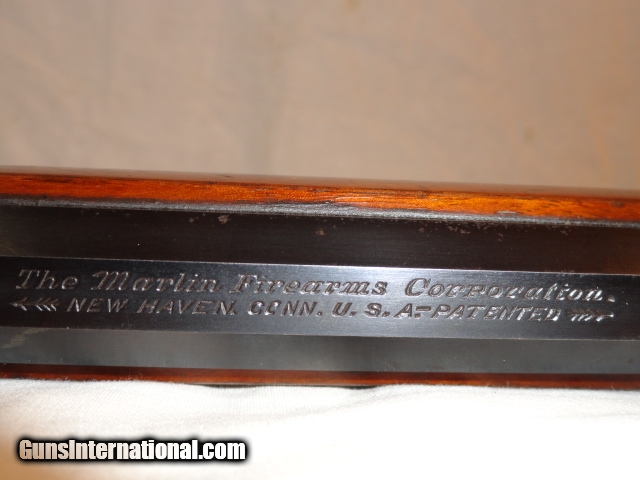 The Marlin Firearms Corporation.
NEW HAVEN. CONN. U.S.A-PATENTED
GunsInternational.com